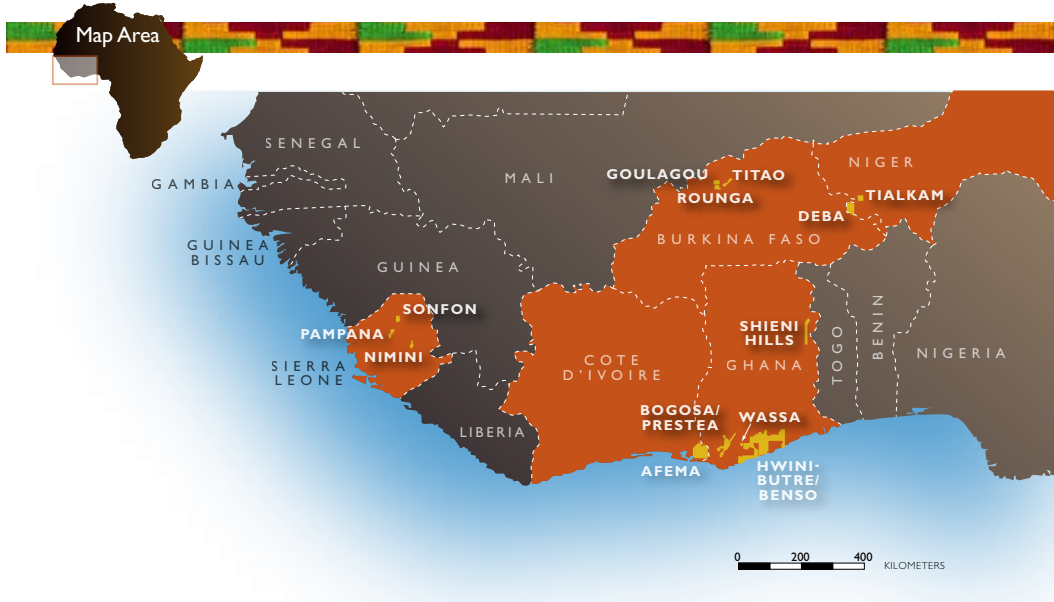 Map Area
SENEGAL
GAMBIA
MALI
GUINEA
BISSAU
GUINEA
GOULAGOU
TITAO
ROUNGA
NIGER
TIALKAM
DEBA
BURKINA FASO
SONFON
PAMPANA
NIMINI
SIERRA
LEONE
LIBERIA
COTE
D'IVOIRE
SHIENI
HILLS
GHANA
TOGO
BENIN
NIGERIA
BOGOSA/
PRESTEA
WASSA
AFEMA
HWINI-
BUTRE/
BENSO
0 200 400
KILOMETERS